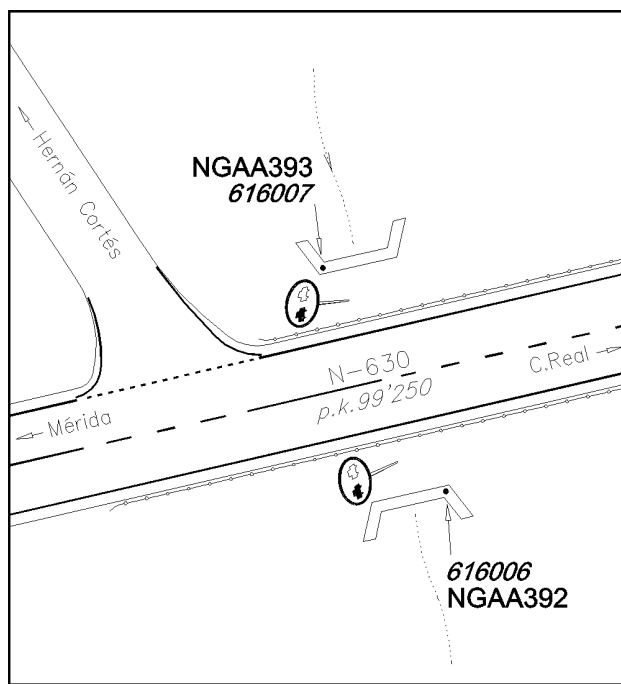 Hernán Cortés
NGAA393
616007
N-630
C.Real
p.k.99'250
Mérida
616006
NGAA392